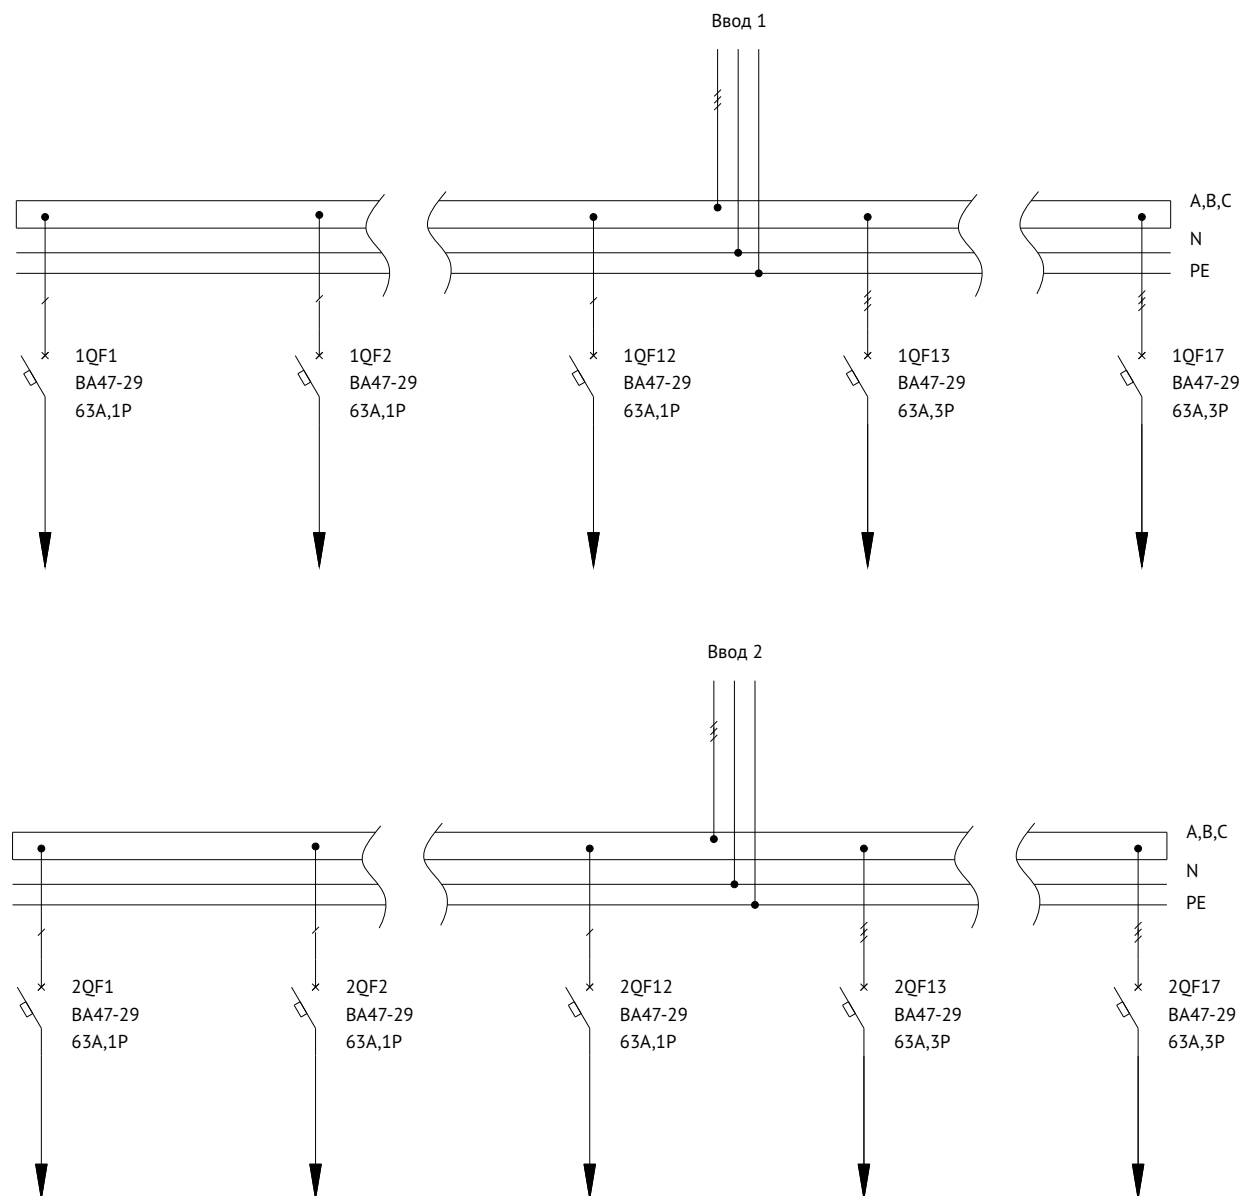 Ввод 1
A,B,C
N
PE
1QF1
ВА47-29
63А,1Р
1QF2
ВА47-29
63А,1Р
1QF12
ВА47-29
63А,1Р
1QF13
ВА47-29
63А,3Р
1QF17
ВА47-29
63А,3Р
Ввод 2
A,B,C
N
PE
2QF1
ВА47-29
63А,1Р
2QF2
ВА47-29
63А,1Р
2QF12
ВА47-29
63А,1Р
2QF13
ВА47-29
63А,3Р
2QF17
ВА47-29
63А,3Р